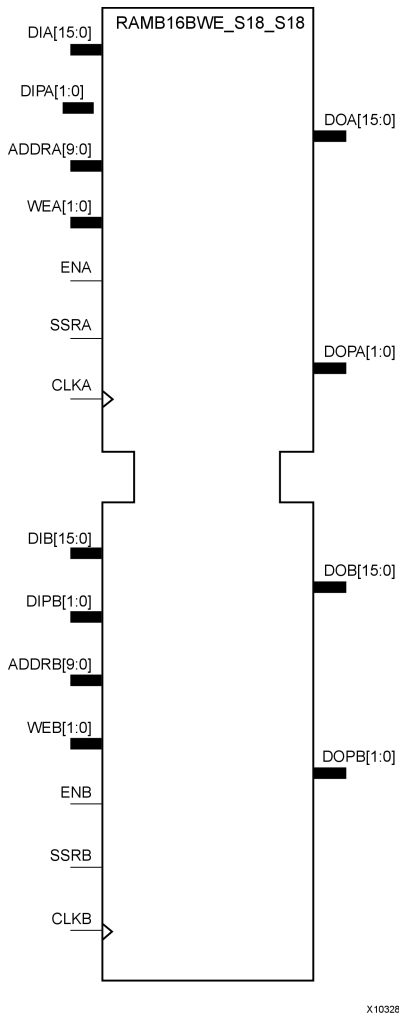 RAMB16BWE_S18_S18
DIA[15:0]
DIPA[1:0]
DOA[15:0]
ADDRA[9:0]
WEA[1:0]
ENA
SSRA
DOPA[1:0]
CLKA
DIB[15:0]
DOB[15:0]
DIPB[1:0]
ADDRB[9:0]
WEB[1:0]
DOPB[1:0]
ENB
SSRB
CLKB
X10328